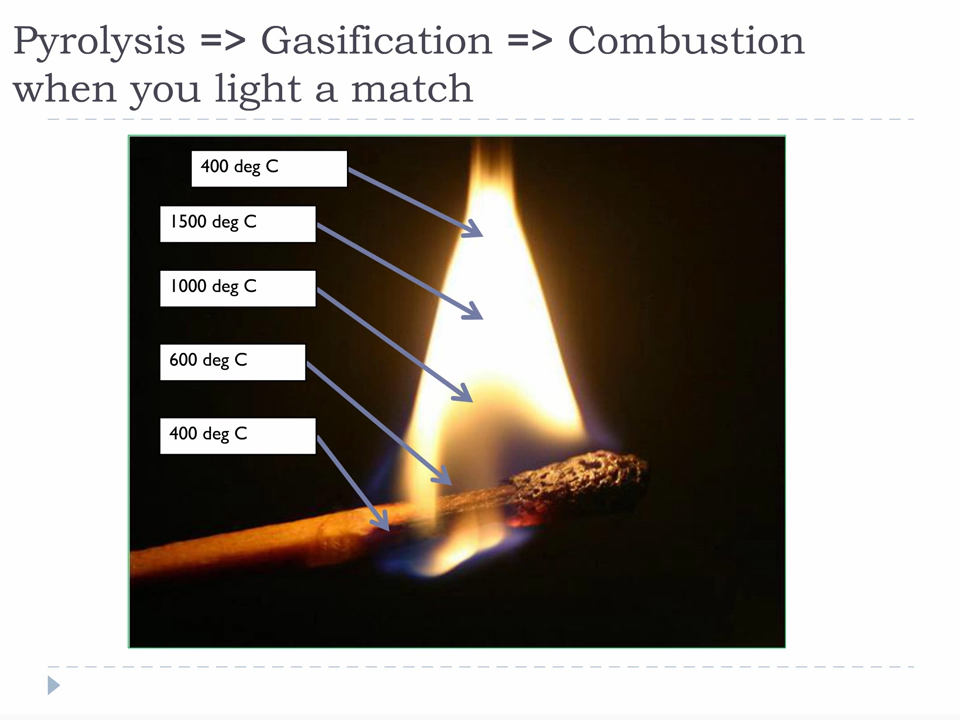 Pyrolysis => Gasification => Combustion
when you light a match
400 deg C
1500 deg C
1000 deg C
600 deg C
400 deg C